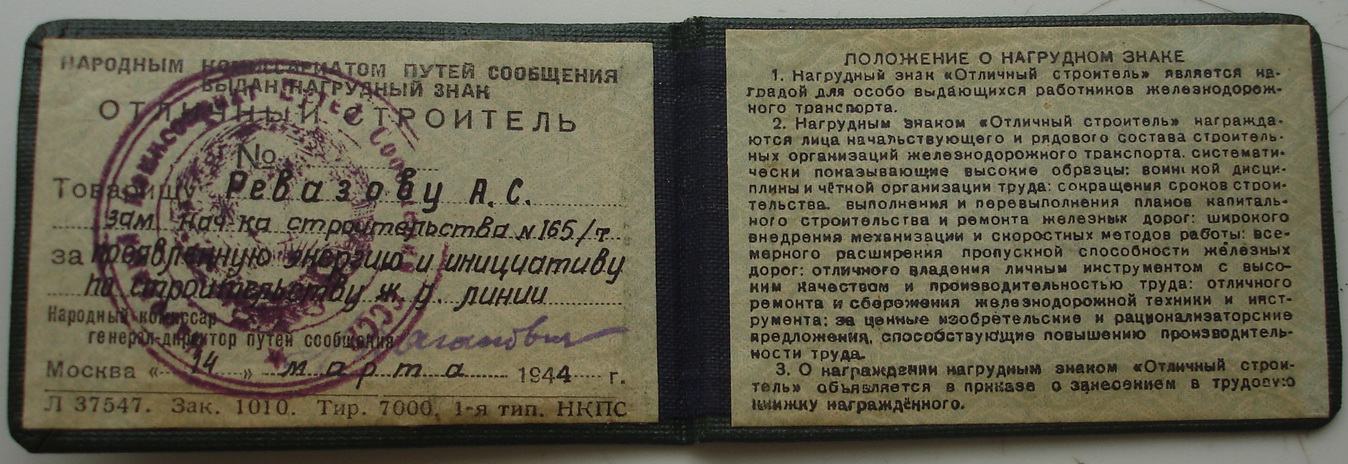 НАРОДНЫМ КОМИССАРИАТОМ ПУТЕЙ СООБЩЕНИЯ
ВЫДАН НАГРУДНЫЙ ЗНАК
ОТЛИЧНЫЙ СТРОИТЕЛЬ
№
Товарищу Ревазову А.С.
зам. нач-ка строительства №165/т
за проявленную энергию и инициативу
по строительству ж. д. линии
Народный комиссар
генерал-директор путей сообщения
Москва «14» марта 1944 г.
Л 37547. Зак. 1010. Тир. 7000, 1-я тип. НКПС
ПОЛОЖЕНИЕ О НАГРУДНОМ ЗНАКЕ
1. Нагрудный знак «Отличный строитель» является на-
градой для особо выдающихся работников железнодорож-
ного транспорта.
2. Нагрудным знаком «Отличный строитель» награжда-
ются лица начальствующего и рядового состава строитель-
ных организаций железнодорожного транспорта, системати-
чески показывающие высокие образцы: воинской дисци-
плины и чёткой организации труда; сокращения сроков строи-
тельства, выполнения и перевыполнения планов капиталь-
ного строительства и ремонта железных дорог; широкого
внедрения механизации и скоростных методов работы; все-
мерного расширения пропускной способности железных
дорог; отличного владения личным инструментом с высо-
ким качеством и производительностью труда; отличного
ремонта и сбережения железнодорожной техники и инст-
румента; за ценные изобретательские и рационализаторские
предложения, способствующие повышению производитель-
ности труда.
3. О награждении нагрудным знаком «Отличный строи-
тель» объявляется в приказе с занесением в трудовую
книжку награждённого.